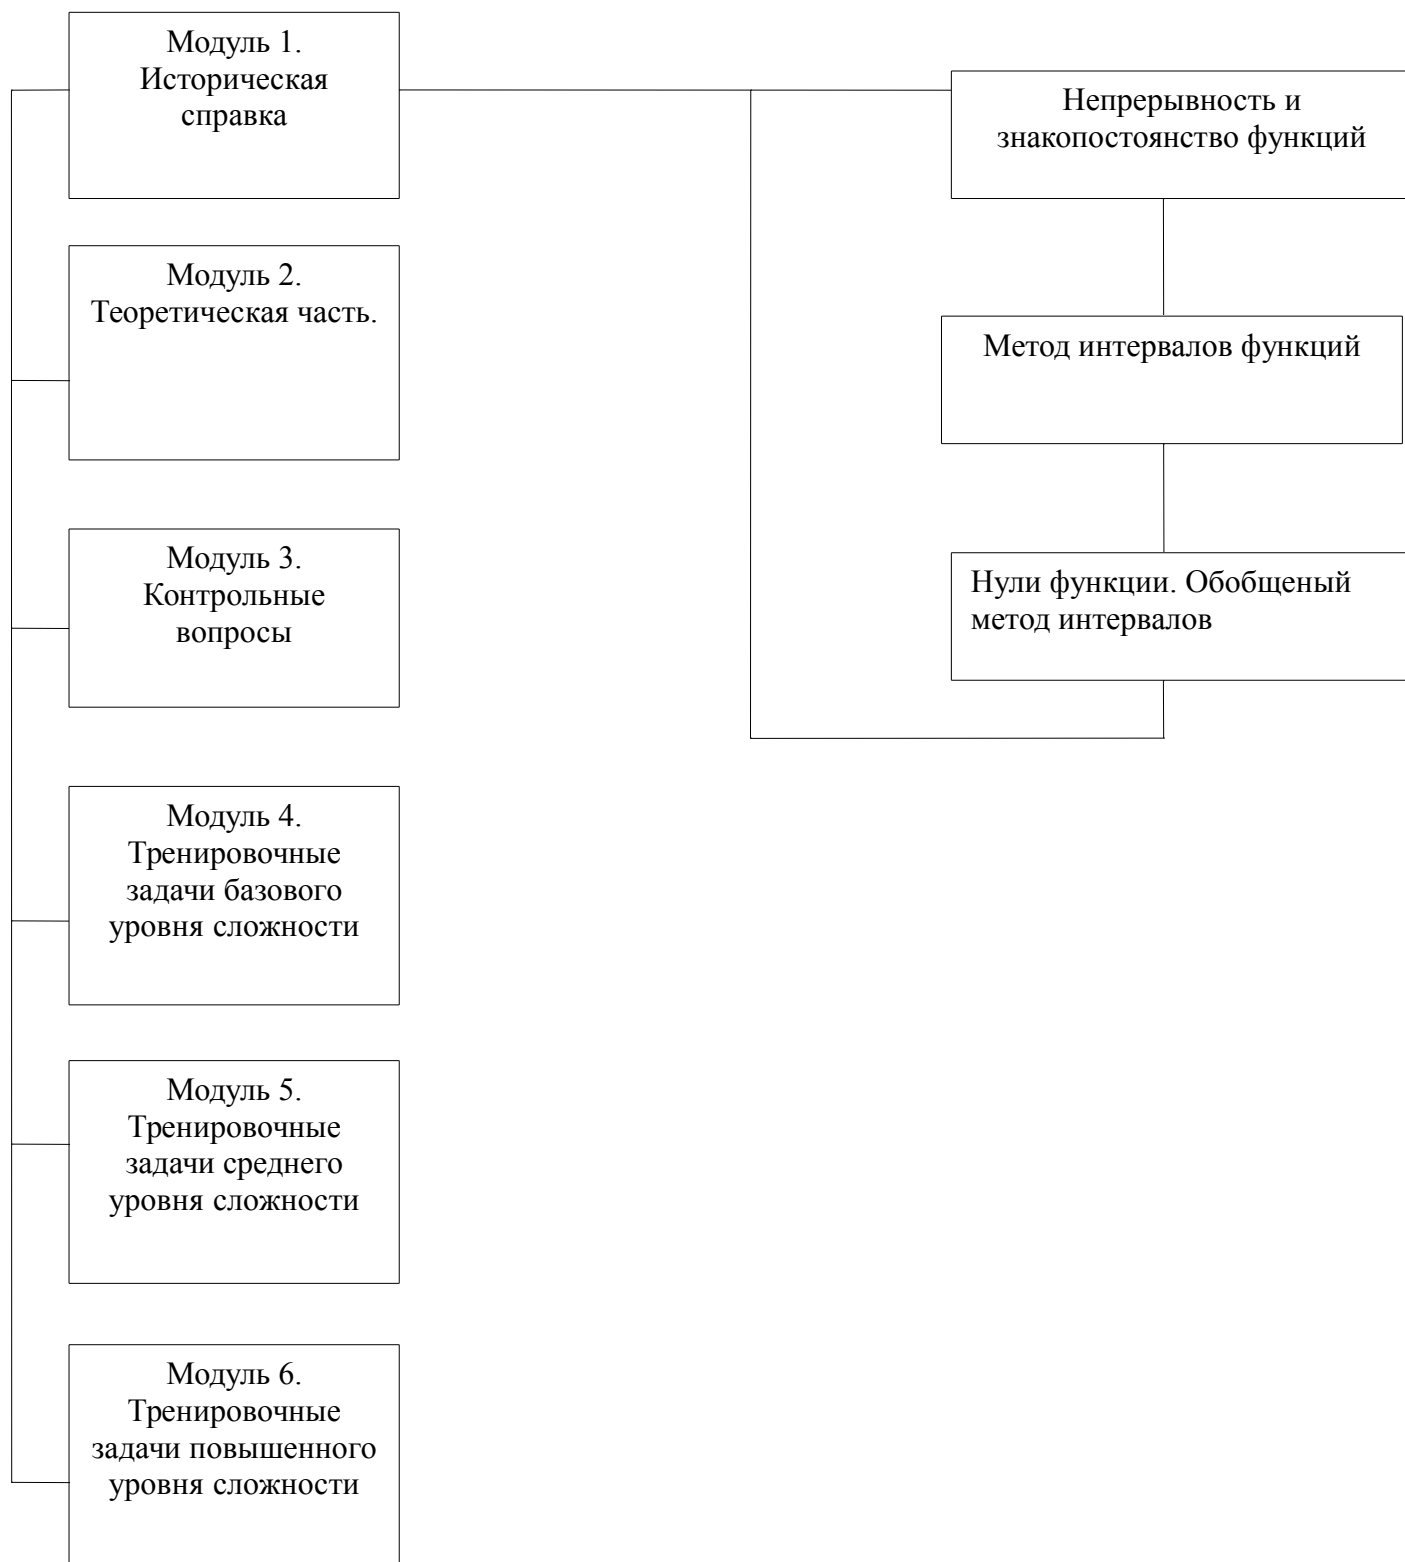 Модуль 1.
Историческая
справка
Модуль 2.
Теоретическая часть.
Модуль 3.
Контрольные
вопросы
Модуль 4.
Тренировочные
задачи базового
уровня сложности
Модуль 5.
Тренировочные
задачи среднего
уровня сложности
Модуль 6.
Тренировочные
задачи повышенного
уровня сложности
Непрерывность и
знакопостоянство функций
Метод интервалов функций
Нули функции. Обобщеный
метод интервалов